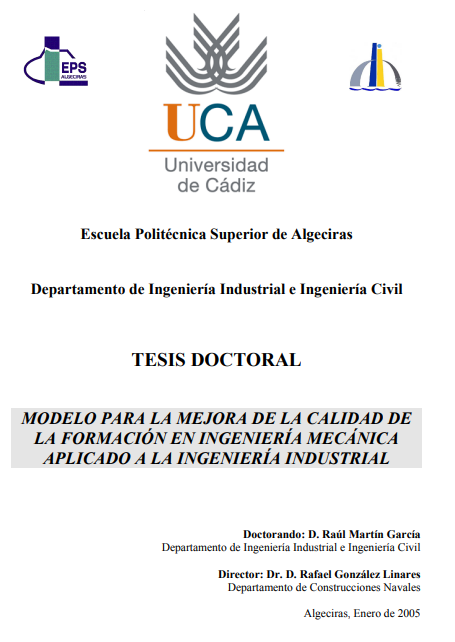 EPS
ALGECIRAS
UCA
Universidad
de Cádiz
Escuela Politécnica Superior de Algeciras
Departamento de Ingeniería Industrial e Ingeniería Civil
TESIS DOCTORAL
MODELO PARA LA MEJORA DE LA CALIDAD DE
LA FORMACIÓN EN INGENIERÍA MECÁNICA
APLICADO A LA INGENIERÍA INDUSTRIAL
Doctorando: D. Raúl Martín García
Departamento de Ingeniería Industrial e Ingeniería Civil
Director: Dr. D. Rafael González Linares
Departamento de Construcciones Navales
Algeciras, Enero de 2005